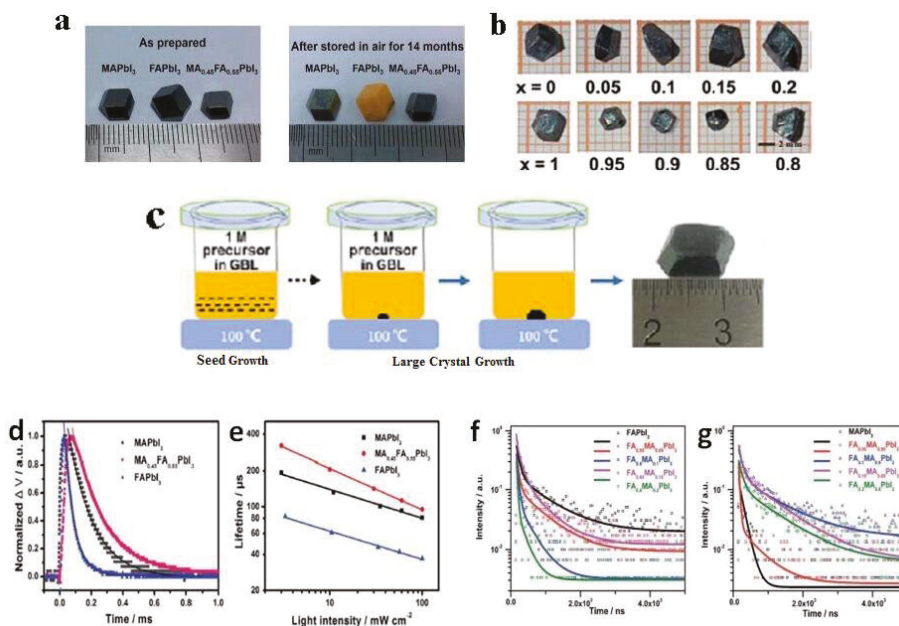 a
As prepared
MAPbI3 FAPbI3 MA0.45FA0.55PbI3
mm
After stored in air for 14 months
MAPbI3 FAPbI3 MA0.45FA0.55PbI3
mm
b
x = 0 0.05 0.1 0.15 0.2
2 mm
x = 1 0.95 0.9 0.85 0.8
c
1 M
precursor
in GBL
100 ℃
Seed Growth
1 M
precursor
in GBL
100 ℃
100 ℃
Large Crystal Growth
2 3
d
Normalized Δ V / a.u.
1.0
0.8
0.6
0.4
0.2
0.0
MAPbI3
MA0.45FA0.55PbI3
FAPbI3
0.0 0.2 0.4 0.6 0.8 1.0
Time / ms
e
Lifetime / μs
400
200
100
80
60
40
20
MAPbI3
MA0.45FA0.55PbI3
FAPbI3
10 100
Light intensity / mW cm-2
f
Intensity / a.u.
FAPbI3
0.0 2.0x10³ 4.0x10³
Time / ns
g
Intensity / a.u.
MAPbI3
0.0 2.0x10³ 4.0x10³
Time / ns